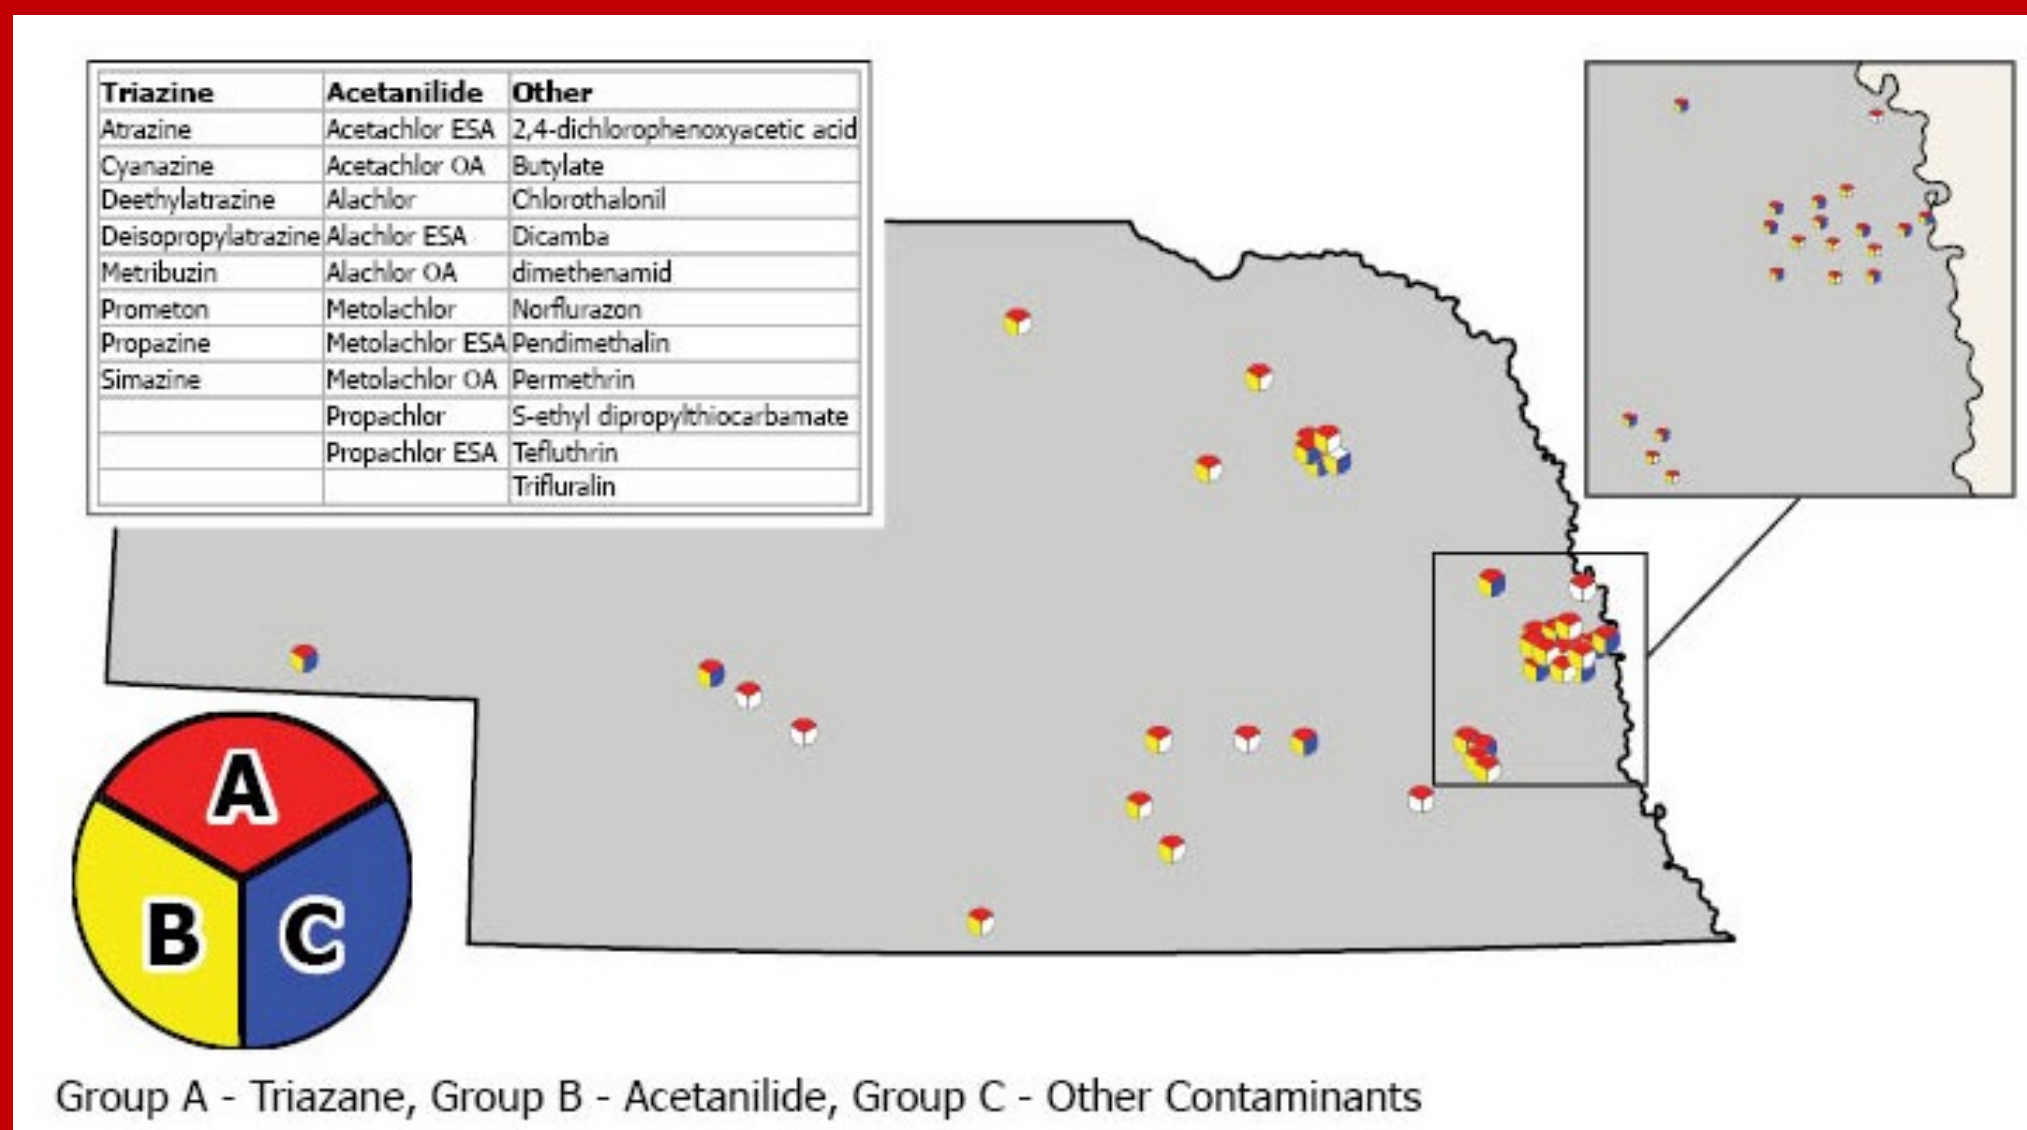 Triazine Acetanilide Other
Atrazine Acetachlor ESA 2,4-dichlorophenoxyacetic acid
Cyanazine Acetachlor OA Butylate
Deethylatrazine Alachlor Chlorothalonil
Deisopropylatrazine Alachlor ESA Dicamba
Metribuzin Alachlor OA dimethenamid
Prometon Metolachlor Norflurazon
Propazine Metolachlor ESA Pendimethalin
Simazine Metolachlor OA Permethrin
Propachlor S-ethyl dipropylthiocarbamate
Propachlor ESA Tefluthrin
Trifluralin
A
B C
Group A - Triazane, Group B - Acetanilide, Group C - Other Contaminants